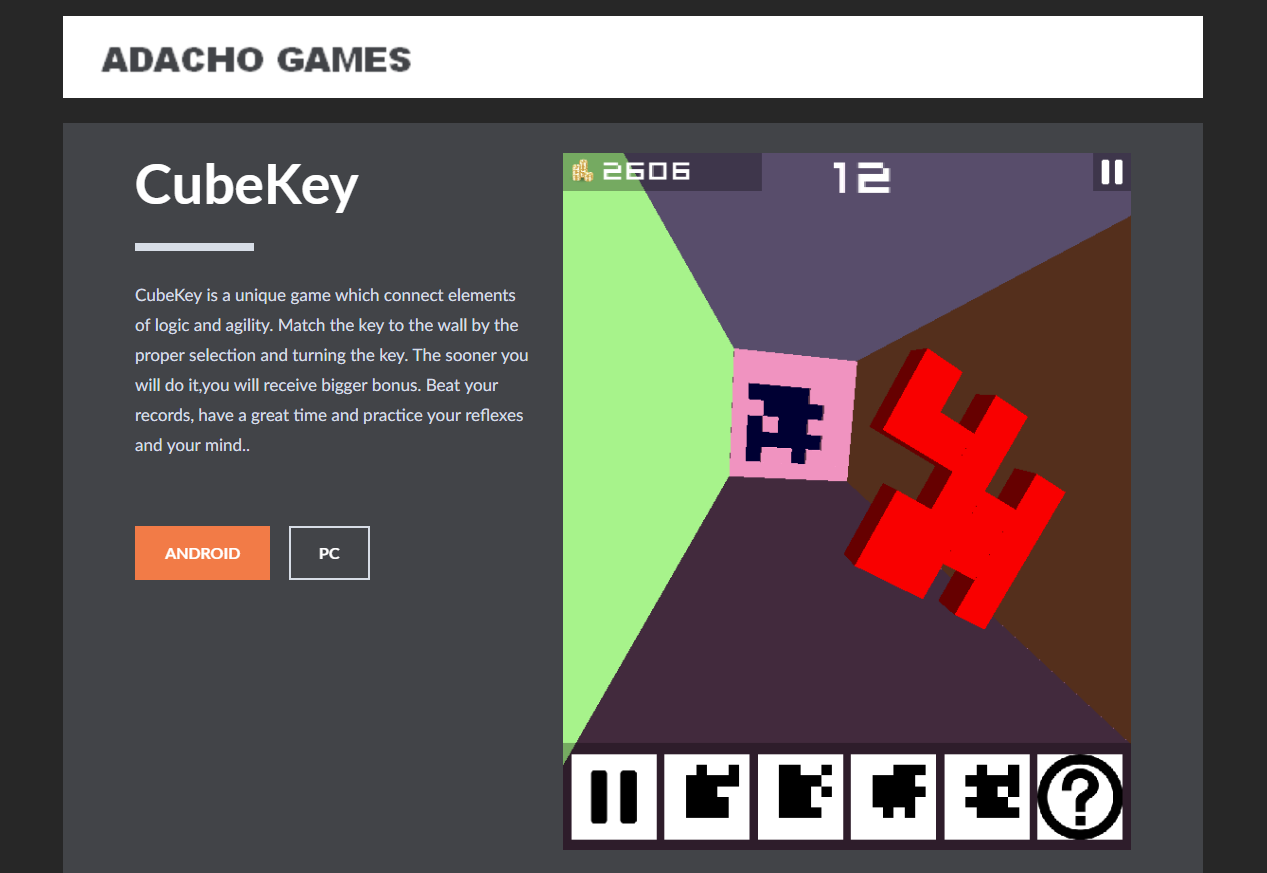 ADACHO GAMES
CubeKey
CubeKey is a unique game which connect elements
of logic and agility. Match the key to the wall by the
proper selection and turning the key. The sooner you
will do it,you will receive bigger bonus. Beat your
records, have a great time and practice your reflexes
and your mind..
ANDROID
PC
2606
12
?